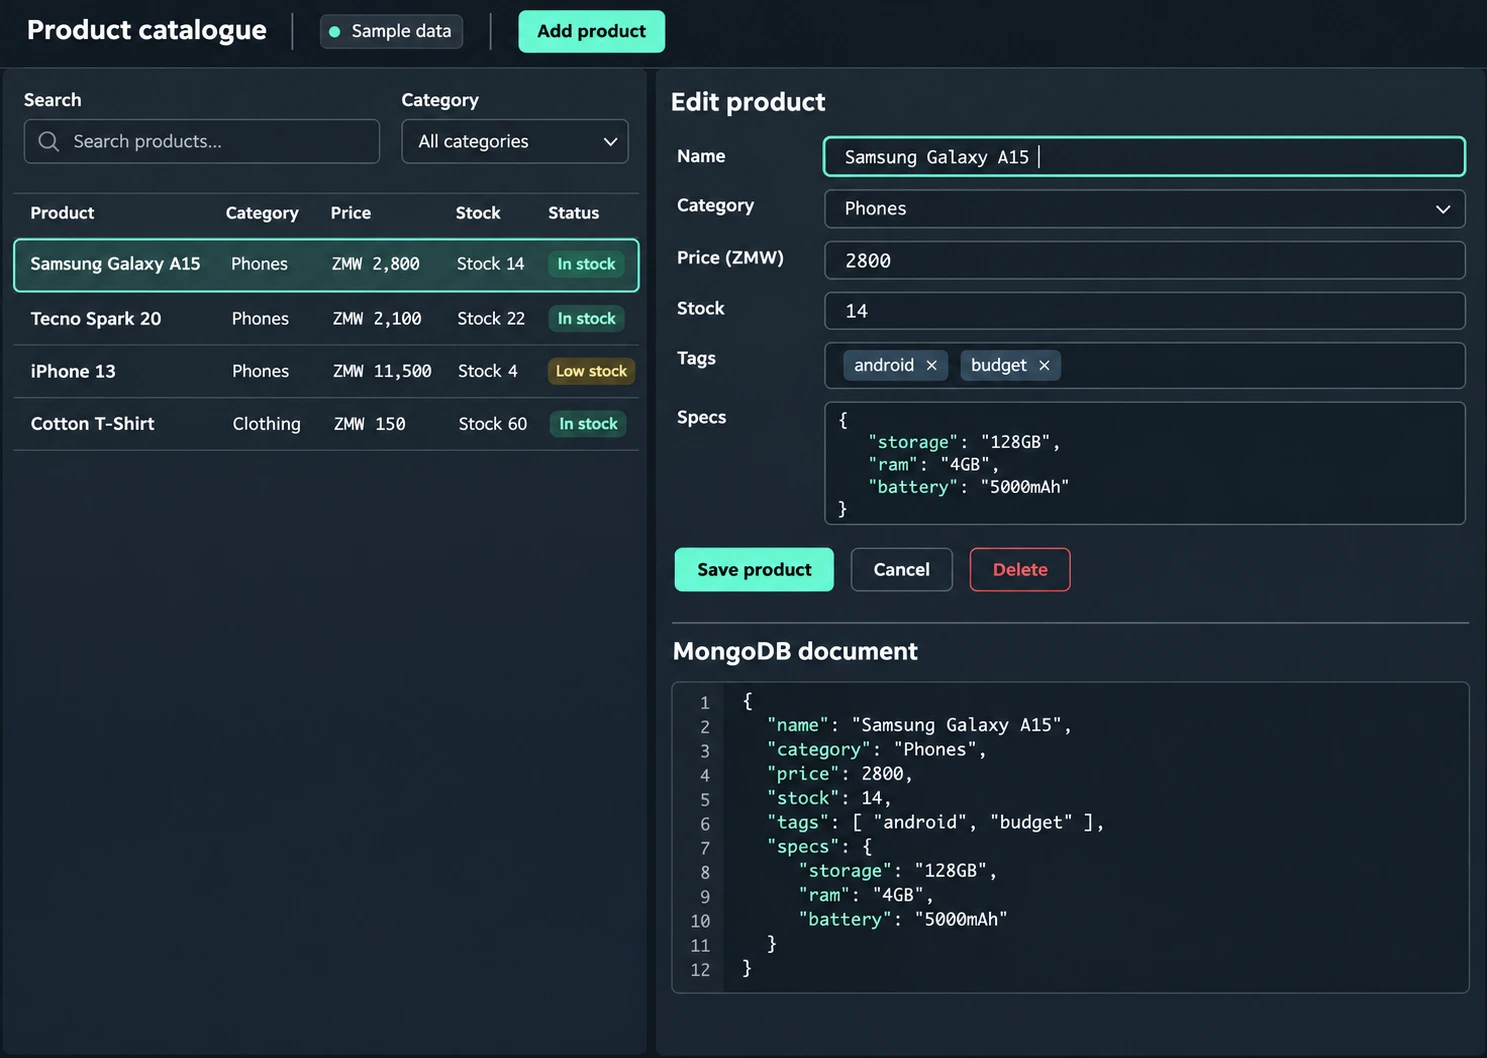 Product catalogue
Sample data
Add product
Search
Category
Search products...
All categories
Product Category Price Stock Status
Samsung Galaxy A15 Phones ZMW 2,800 Stock 14 In stock
Tecno Spark 20 Phones ZMW 2,100 Stock 22 In stock
iPhone 13 Phones ZMW 11,500 Stock 4 Low stock
Cotton T-Shirt Clothing ZMW 150 Stock 60 In stock
Edit product
Name Samsung Galaxy A15
Category Phones
Price (ZMW) 2800
Stock 14
Tags android × budget ×
Specs {
"storage": "128GB",
"ram": "4GB",
"battery": "5000mAh"
}
Save product Cancel Delete
MongoDB document
1 {
2 "name": "Samsung Galaxy A15",
3 "category": "Phones",
4 "price": 2800,
5 "stock": 14,
6 "tags": [ "android", "budget" ],
7 "specs": {
8 "storage": "128GB",
9 "ram": "4GB",
10 "battery": "5000mAh"
11 }
12 }